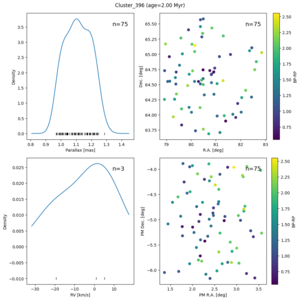 Cluster_396 (age=2.00 Myr)
n=75
Density
3.5
3.0
2.5
2.0
1.5
1.0
0.5
0.0
0.8 0.9 1.0 1.1 1.2 1.3 1.4
Parallax [mas]
n=75
Dec. [deg]
65.50
65.25
65.00
64.75
64.50
64.25
64.00
63.75
79 80 81 82 83
R.A. [deg]
2.50
2.25
2.00
1.75
1.50
1.25
1.00
0.75
BP-RP
n=3
Density
0.025
0.020
0.015
0.010
0.005
0.000
-0.005
-0.010
-30 -20 -10 0 10
RV [km/s]
n=75
PM Dec. [deg]
-4.0
-4.5
-5.0
-5.5
-6.0
1.5 2.0 2.5 3.0 3.5
PM R.A. [deg]
2.50
2.25
2.00
1.75
1.50
1.25
1.00
0.75
BP-RP